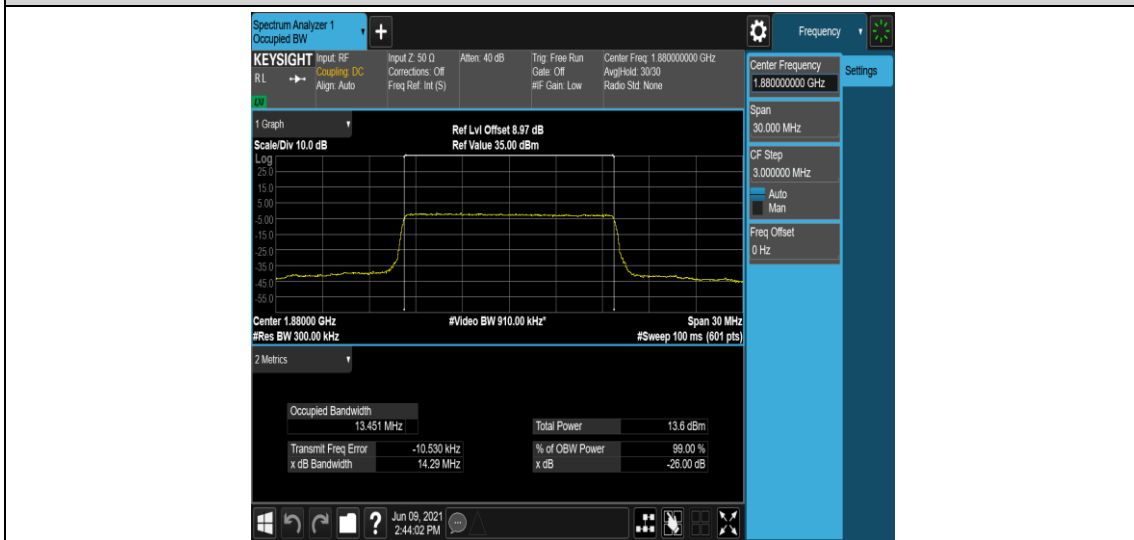 Spectrum Analyzer 1
Occupied BW
+
Frequency
KEYSIGHT
RL
LXI
Input: RF
Coupling: DC
Align: Auto
Input Z: 50 Ω
Corrections: Off
Freq Ref: Int (S)
Atten: 40 dB
Trig: Free Run
Gate: Off
#IF Gain: Low
Center Freq: 1.880000000 GHz
Avg|Hold: 30/30
Radio Std: None
Center Frequency
1.880000000 GHz
Settings
Span
30.000 MHz
CF Step
3.000000 MHz
Auto
Man
Freq Offset
0 Hz
1 Graph
Scale/Div 10.0 dB
Ref Lvl Offset 8.97 dB
Ref Value 35.00 dBm
Log
25.0
15.0
5.00
-5.00
-15.0
-25.0
-35.0
-45.0
-55.0
Center 1.88000 GHz
#Video BW 910.00 kHz*
Span 30 MHz
#Res BW 300.00 kHz
#Sweep 100 ms (601 pts)
2 Metrics
Occupied Bandwidth
13.451 MHz
Total Power 13.6 dBm
Transmit Freq Error -10.530 kHz
% of OBW Power 99.00 %
x dB Bandwidth 14.29 MHz
x dB -26.00 dB
?
Jun 09, 2021
2:44:02 PM